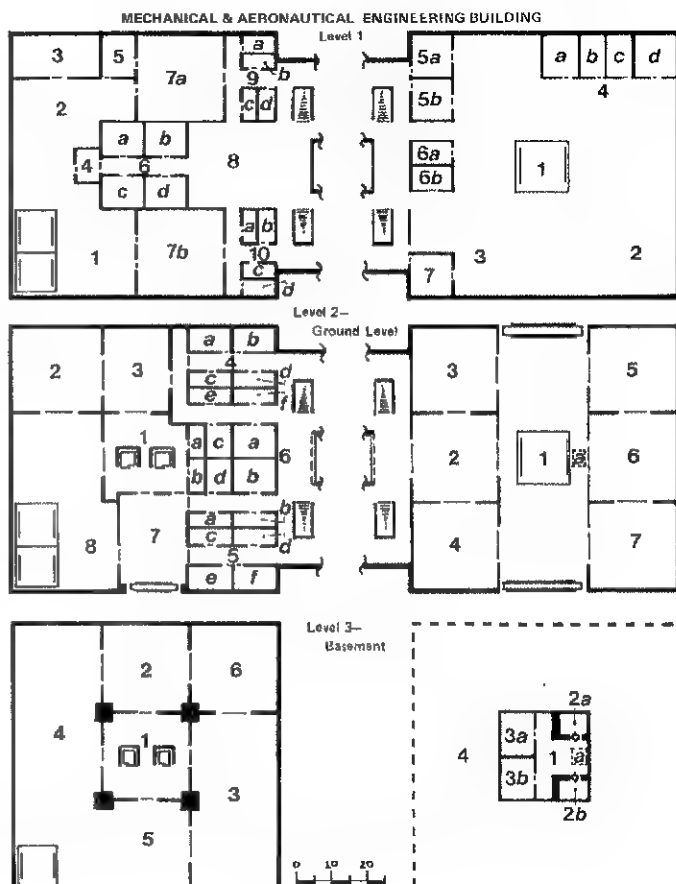 MECHANICAL & AERONAUTICAL ENGINEERING BUILDING
Level 1
3 5 7a a b 9 c d
2
a b 4 6 c d 8
1 7b a b 10 c d
5a 5b a b c d 4
6a 6b 1
7 3 2
Level 2–
Ground Level
2 3 a b 4 c d e f
1 a c a 6 b d b
8 7 a b c d 5 e f
3 5
2 1 a 6
4 7
Level 3–
Basement
2 6
4 1 3
5
2a
4 3a 1 a
3b
2b
0 10 20